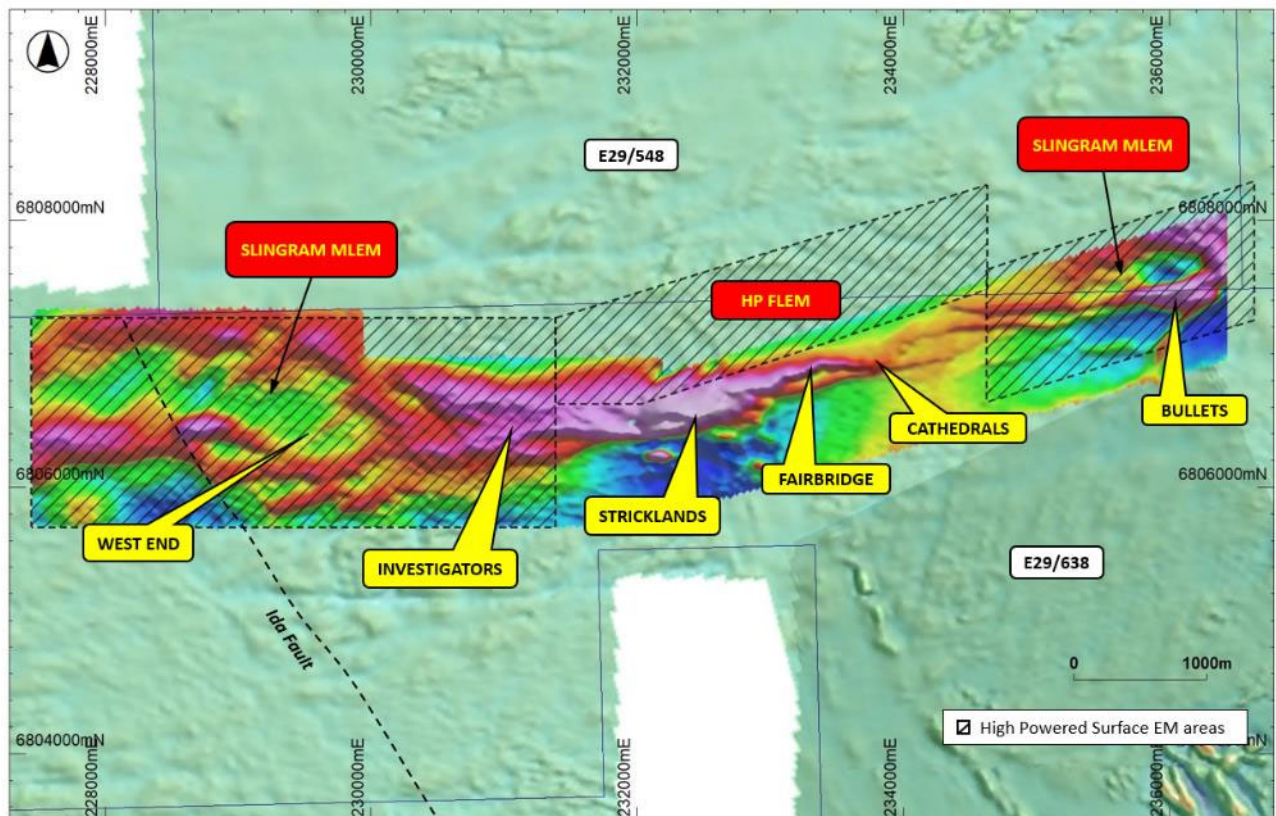 228000mE
230000mE
232000mE
234000mE
236000mE
E29/548
SLINGRAM MLEM
6808000mN
6808000mN
SLINGRAM MLEM
HP FLEM
BULLETS
CATHEDRALS
FAIRBRIDGE
6806000mN
6806000mN
STRICKLANDS
WEST END
INVESTIGATORS
E29/638
Ida Fault
0 1000m
High Powered Surface EM areas
6804000mN
mN
228000mE
230000mE
232000mE
234000mE
236000mE